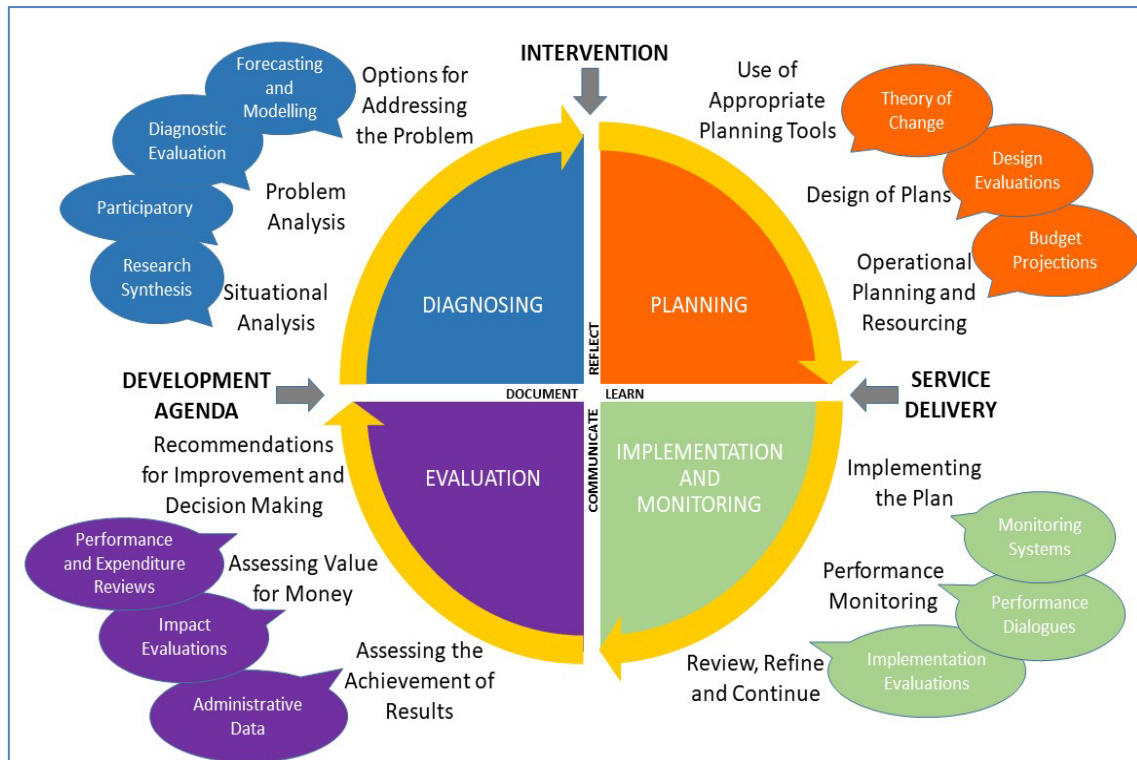 INTERVENTION
Forecasting
and
Modelling
Options for
Addressing
the Problem
Diagnostic
Evaluation
Participatory
Problem
Analysis
Research
Synthesis
Situational
Analysis
DIAGNOSING
Use of
Appropriate
Planning Tools
Theory of
Change
Design of Plans
Design
Evaluations
Operational
Planning and
Resourcing
Budget
Projections
PLANNING
REFLECT
DOCUMENT
LEARN
COMMUNICATE
DEVELOPMENT
AGENDA
SERVICE
DELIVERY
Recommendations
for Improvement and
Decision Making
EVALUATION
Performance
and Expenditure
Reviews
Assessing Value
for Money
Impact
Evaluations
Assessing the
Achievement of
Results
Administrative
Data
IMPLEMENTATION
AND
MONITORING
Implementing
the Plan
Monitoring
Systems
Performance
Monitoring
Performance
Dialogues
Review, Refine
and Continue
Implementation
Evaluations